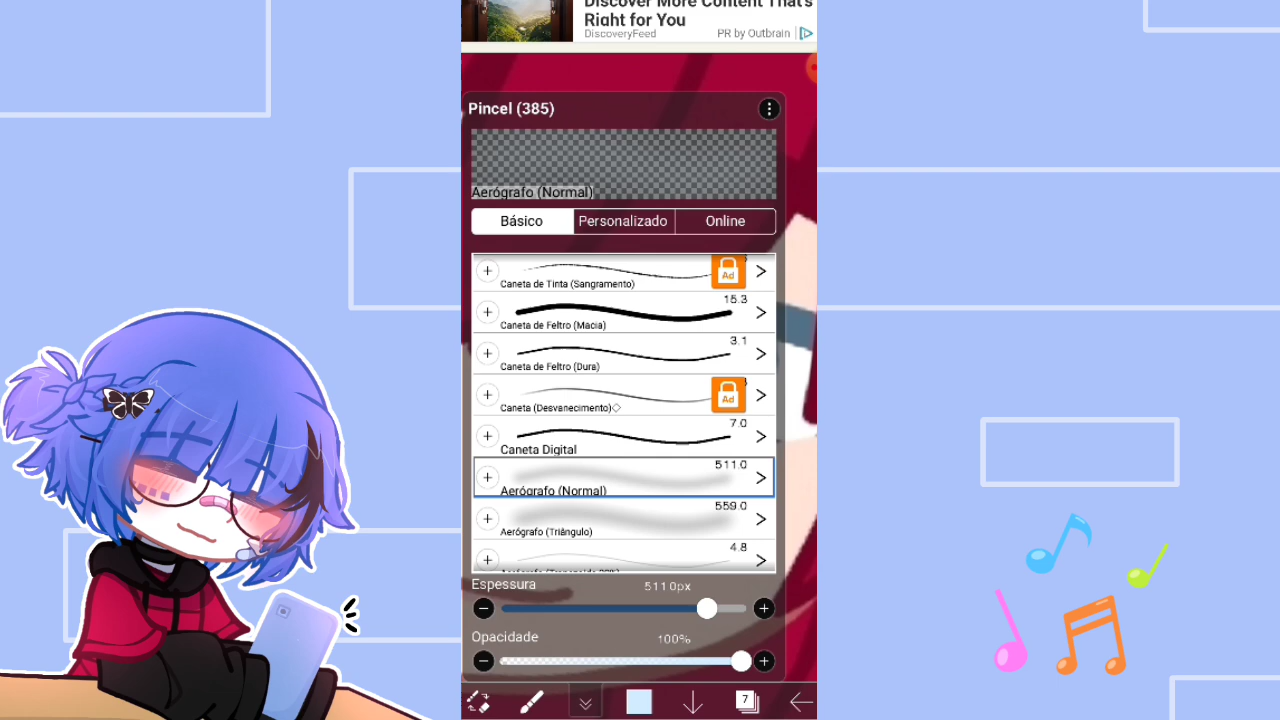 Discover More Content That's
Right for You
DiscoveryFeed
PR by Outbrain
Pincel (385)
Aerógrafo (Normal)
Básico
Personalizado
Online
Caneta de Tinta (Sangramento)
Ad
15.3
Caneta de Feltro (Macia)
3.1
Caneta de Feltro (Dura)
Ad
Caneta (Desvanecimento)◇
7.0
Caneta Digital
511.0
Aerógrafo (Normal)
559.0
Aerógrafo (Triângulo)
4.8
Espessura
511.0px
Opacidade
100%
7